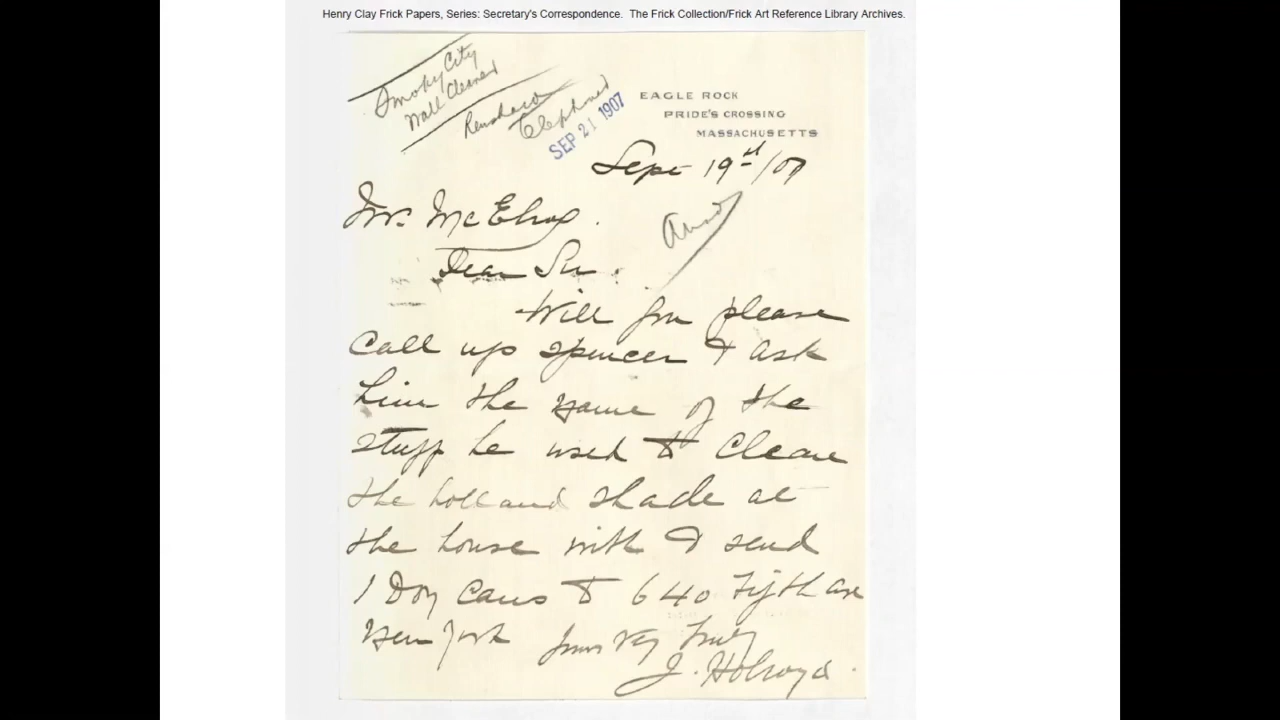 Henry Clay Frick Papers, Series: Secretary's Correspondence. The Frick Collection/Frick Art Reference Library Archives.
Smoky City
Wall Cleaner
Renshaw
Telephoned
SEP 21 1907
EAGLE ROCK
PRIDE'S CROSSING
MASSACHUSETTS
Sept 19st/07
Mr. McElroy.
Ansd
Dear Sir.
Will you please
Call up spencer & ask
him the name of the
stuff he used to Clean
the holland shade at
the house with & send
1 Doz Cans to 640 Fifth ave
New York yours Very Truly
J. Holroyd.